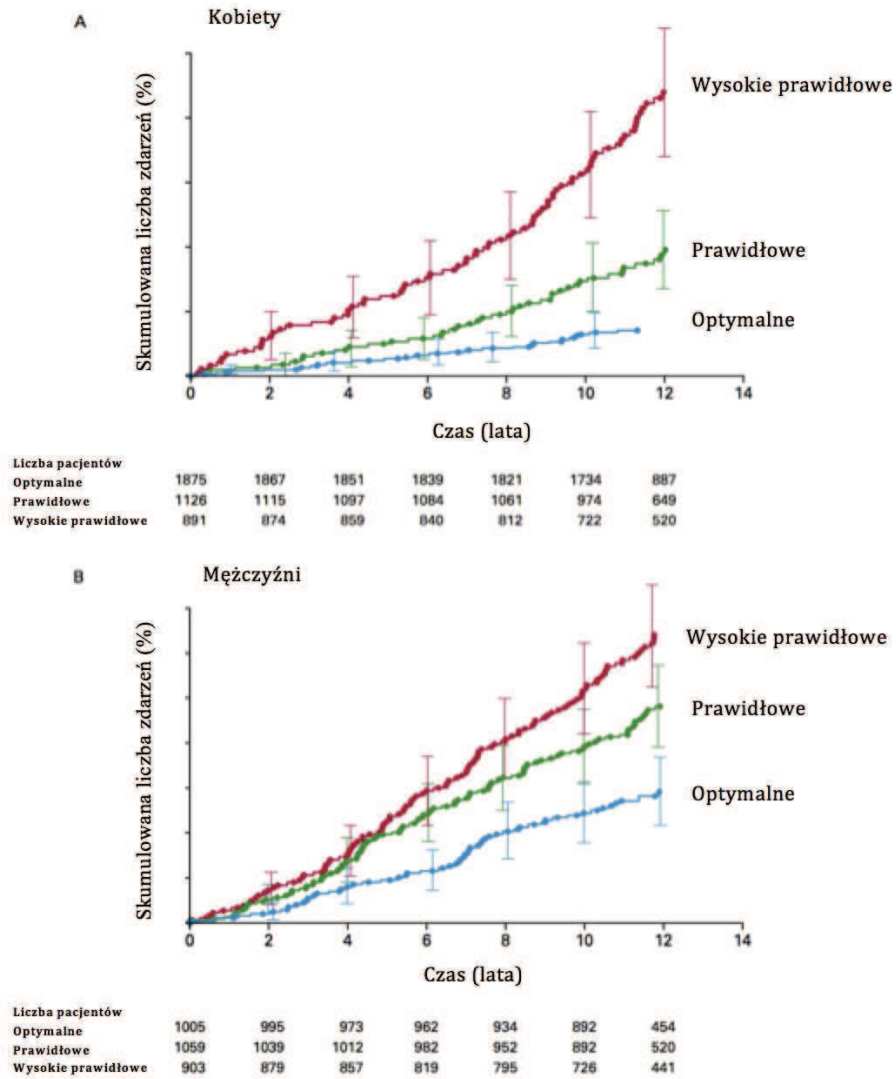 A Kobiety
Skumulowana liczba zdarzeń (%)
Wysokie prawidłowe
Prawidłowe
Optymalne
0 2 4 6 8 10 12 14
Czas (lata)
Liczba pacjentów
Optymalne 1875 1867 1851 1839 1821 1734 887
Prawidłowe 1126 1115 1097 1084 1061 974 649
Wysokie prawidłowe 891 874 859 840 812 722 520
B Mężczyźni
Skumulowana liczba zdarzeń (%)
Wysokie prawidłowe
Prawidłowe
Optymalne
0 2 4 6 8 10 12 14
Czas (lata)
Liczba pacjentów
Optymalne 1005 995 973 962 934 892 454
Prawidłowe 1059 1039 1012 982 952 892 520
Wysokie prawidłowe 903 879 857 819 795 726 441